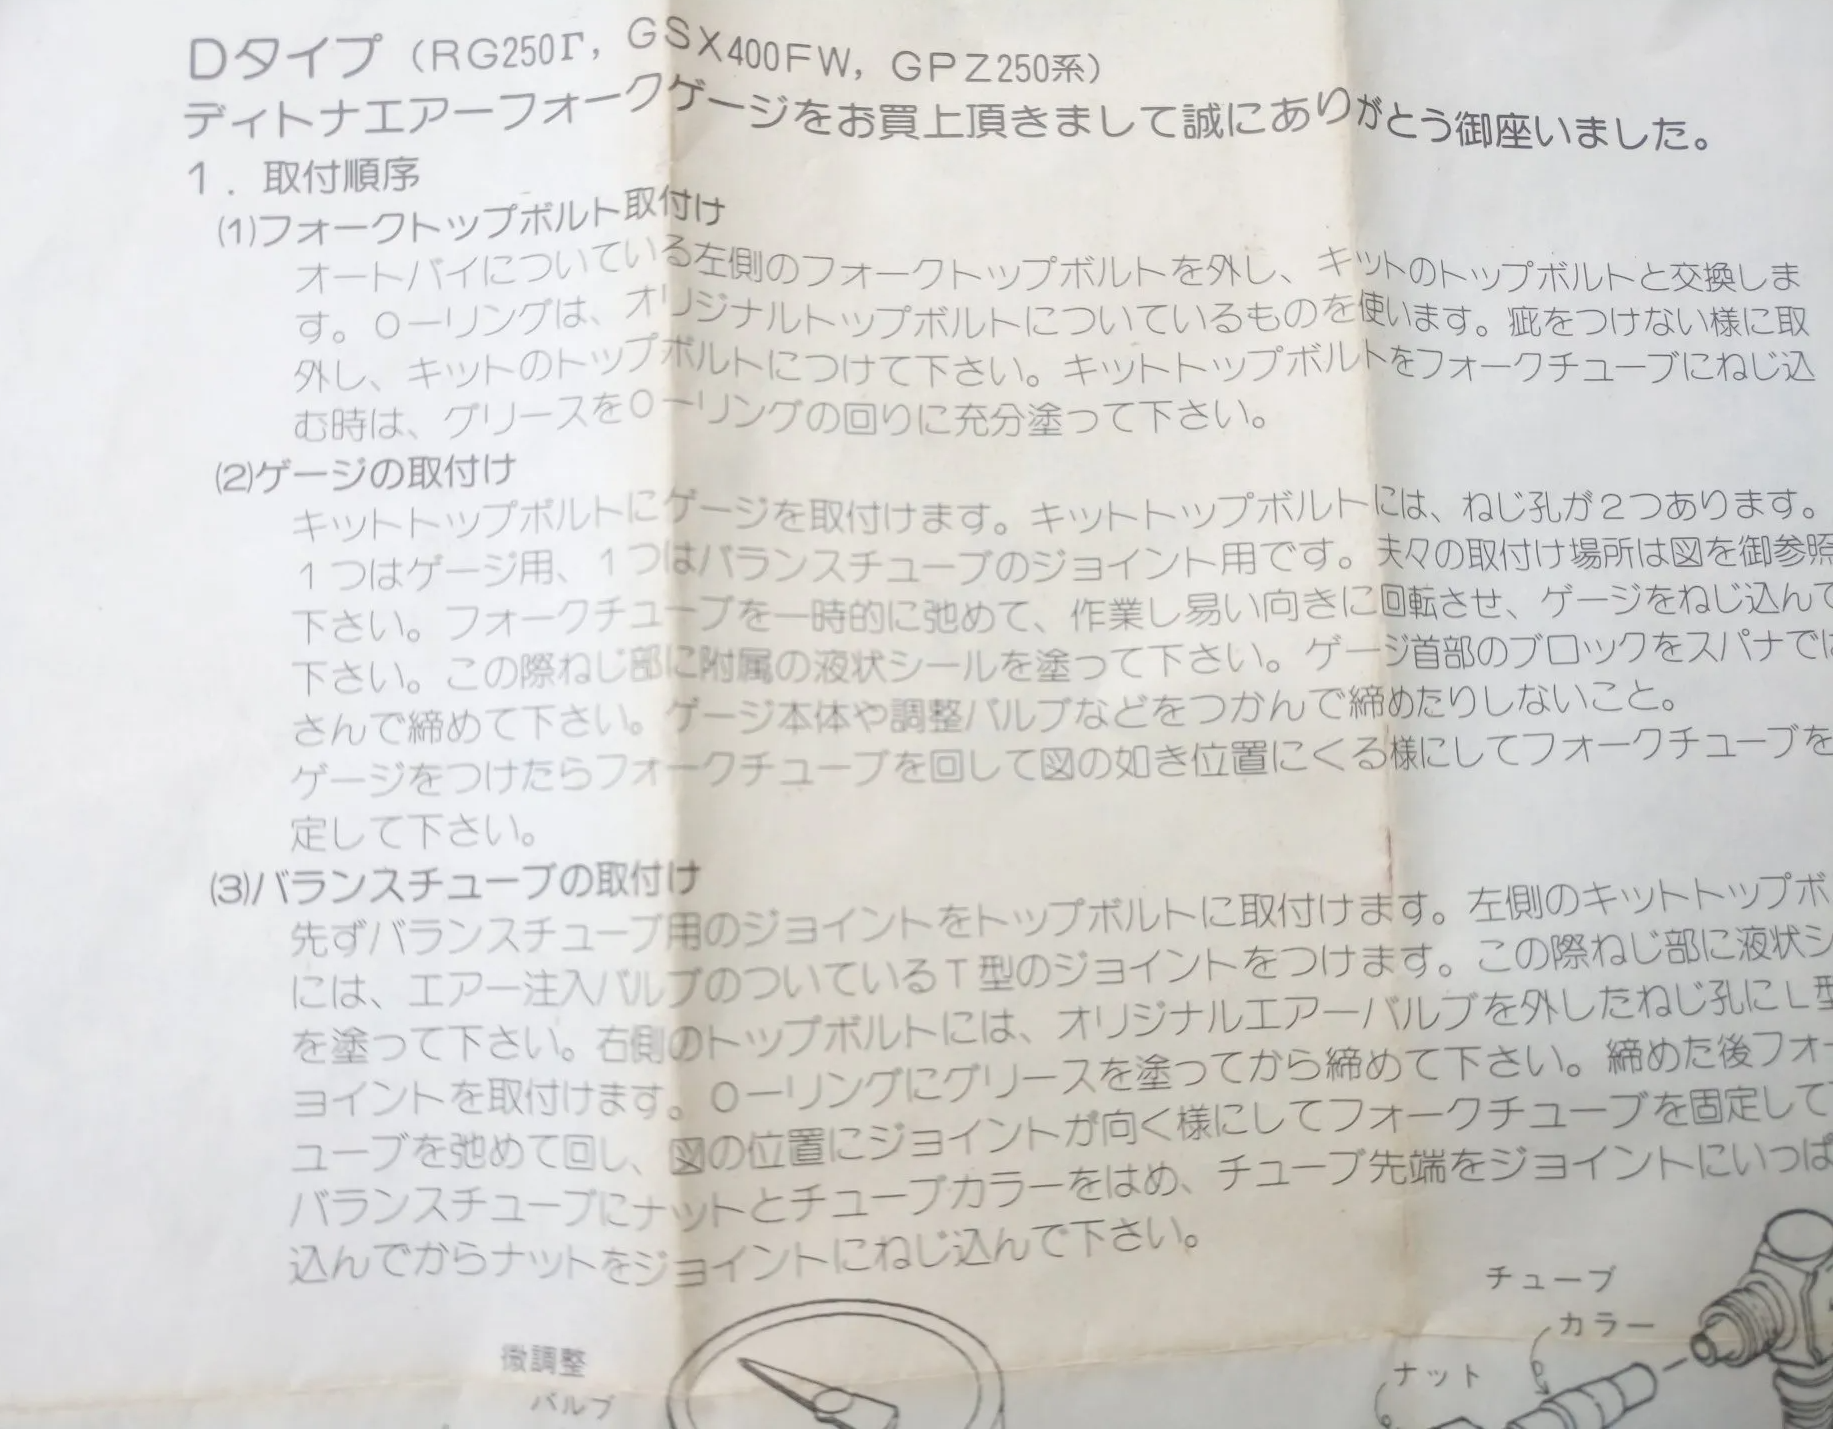 Dタイプ（RG250Γ，GSX400FW，GPZ250系）
ディトナエアーフォークゲージをお買上頂きまして誠にありがとう御座いました。
1．取付順序
(1)フォークトップボルト取付け
オートバイについている左側のフォークトップボルトを外し、キットのトップボルトと交換しま
す。Oーリングは、オリジナルトップボルトについているものを使います。疵をつけない様に取
外し、キットのトップボルトにつけて下さい。キットトップボルトをフォークチューブにねじ込
む時は、グリースをOーリングの回りに充分塗って下さい。
(2)ゲージの取付け
キットトップボルトにゲージを取付けます。キットトップボルトには、ねじ孔が2つあります。
1つはゲージ用、1つはバランスチューブのジョイント用です。夫々の取付け場所は図を御参照
下さい。フォークチューブを一時的に弛めて、作業し易い向きに回転させ、ゲージをねじ込んで
下さい。この際ねじ部に附属の液状シールを塗って下さい。ゲージ首部のブロックをスパナでは
さんで締めて下さい。ゲージ本体や調整バルブなどをつかんで締めたりしないこと。
ゲージをつけたらフォークチューブを回して図の如き位置にくる様にしてフォークチューブを
定して下さい。
(3)バランスチューブの取付け
先ずバランスチューブ用のジョイントをトップボルトに取付けます。左側のキットトップボ
には、エアー注入バルブのついているT型のジョイントをつけます。この際ねじ部に液状シ
を塗って下さい。右側のトップボルトには、オリジナルエアーバルブを外したねじ孔にL型
ョイントを取付けます。Oーリングにグリースを塗ってから締めて下さい。締めた後フォー
ューブを弛めて回し、図の位置にジョイントが向く様にしてフォークチューブを固定して
バランスチューブにナットとチューブカラーをはめ、チューブ先端をジョイントにいっぱ
込んでからナットをジョイントにねじ込んで下さい。
チューブ
カラー
微調整
バルブ
ナット